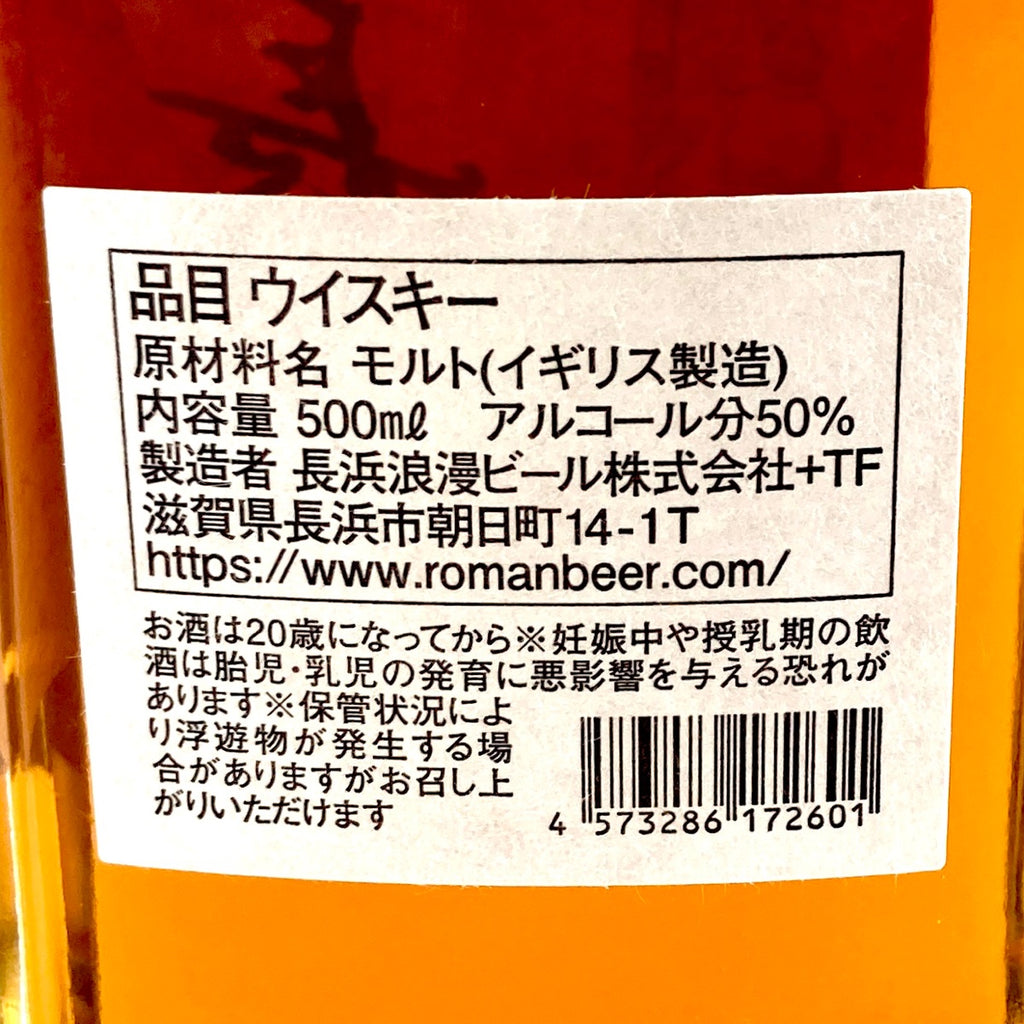 品目 ウイスキー
原材料名 モルト(イギリス製造)
内容量 500㎖ アルコール分50%
製造者 長浜浪漫ビール株式会社+TF
滋賀県長浜市朝日町14-1T
https://www.romanbeer.com/
お酒は20歳になってから※妊娠中や授乳期の飲
酒は胎児・乳児の発育に悪影響を与える恐れが
あります※保管状況によ
り浮遊物が発生する場
合がありますがお召し上
がりいただけます
4 573286 172601